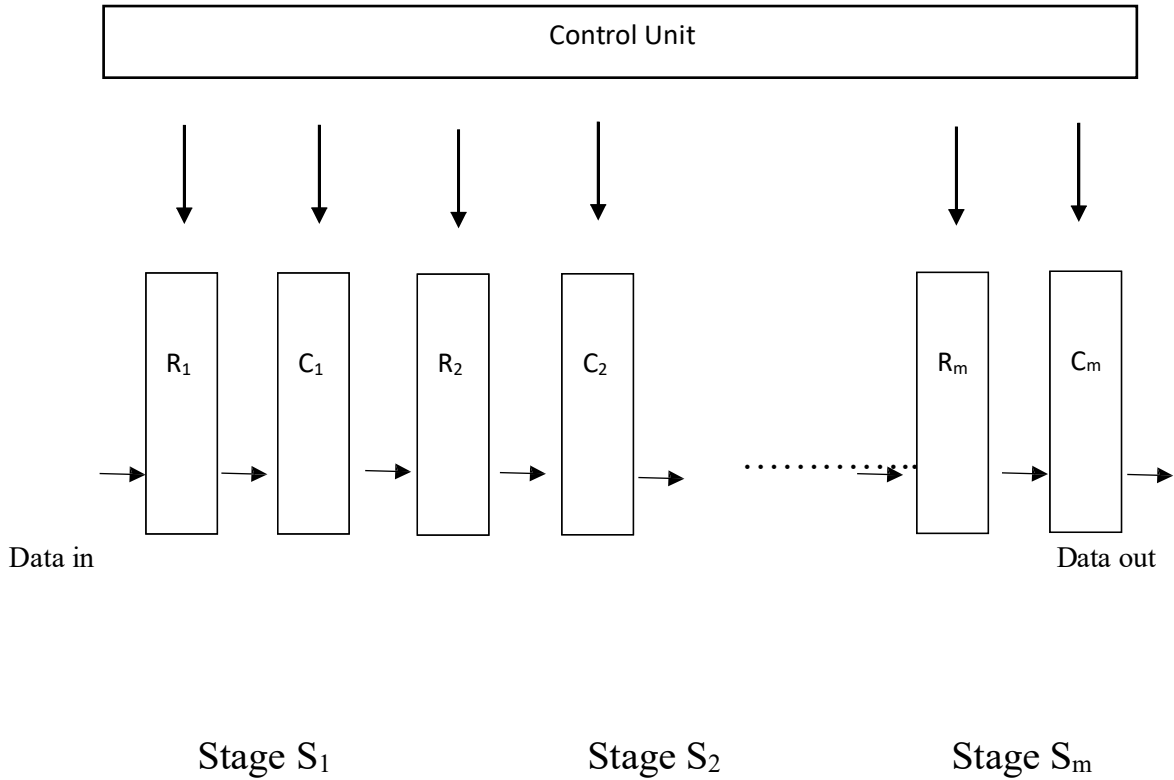 Control Unit
R₁ C₁ R₂ C₂ Rₘ Cₘ
Data in Data out
Stage S₁ Stage S₂ Stage Sₘ